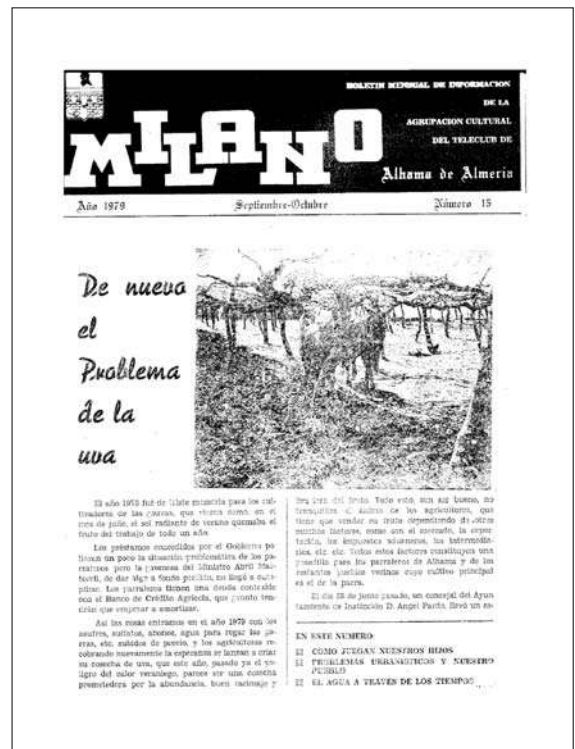 BOLETIN MENSUAL DE INFORMACION
DE LA
AGRUPACION CULTURAL
DEL TELECLUB DE
Alhama de Almeria
MILANO
Año 1979 Septiembre-Octubre Número 15
De nuevo
el
Problema
de la
uva
El año 1978 fué de triste memoria para los cul-
tivadores de las parras, que vieron como, en el
mes de julio, el sol radiante de verano quemaba el
fruto del trabajo de todo un año.
Los préstamos concedidos por el Gobierno pa-
liaron un poco la situación problemática de los pa-
rraleros pero la promesa del Ministro Abril Mar-
torell, de dar algo a fondo perdido, no llegó a cum-
plirse. Los parraleros tienen una deuda contraida
con el Banco de Crédito Agrícola, que pronto ten-
drán que empezar a amortizar.
Así las cosas entramos en el año 1979 con los
azufres, sulfatos, abonos, agua para regar las pa-
rras, etc. subidos de precio, y los agricultores re-
cobrando nuevamente la esperanza se lanzan a criar
su cosecha de uva, que este año, pasado ya el pe-
ligro del calor veraniego, parece ser una cosecha
prometedora por la abundancia, buen racimaje y
del fruto. Todo esto, aun así bueno, no
tranquiliza el ánimo de los agricultores, que
tiene que vender su fruto dependiendo de otros
muchos factores, como son el mercado, la expor-
tación, los impuestos aduaneros, los intermedia-
rios, etc. etc. Todos estos factores constituyen una
pesadilla para los parraleros de Alhama y de los
restantes pueblos vecinos cuyo cultivo principal
es el de la parra.
El día 28 de junio pasado, un concejal del Ayun
tamiento de Instinción D. Angel Pardo, llevó un es-
EN ESTE NUMERO
COMO JUEGAN NUESTROS HIJOS
PROBLEMAS URBANISTICOS Y NUESTRO
PUEBLO
EL AGUA A TRAVES DE LOS TIEMPOS